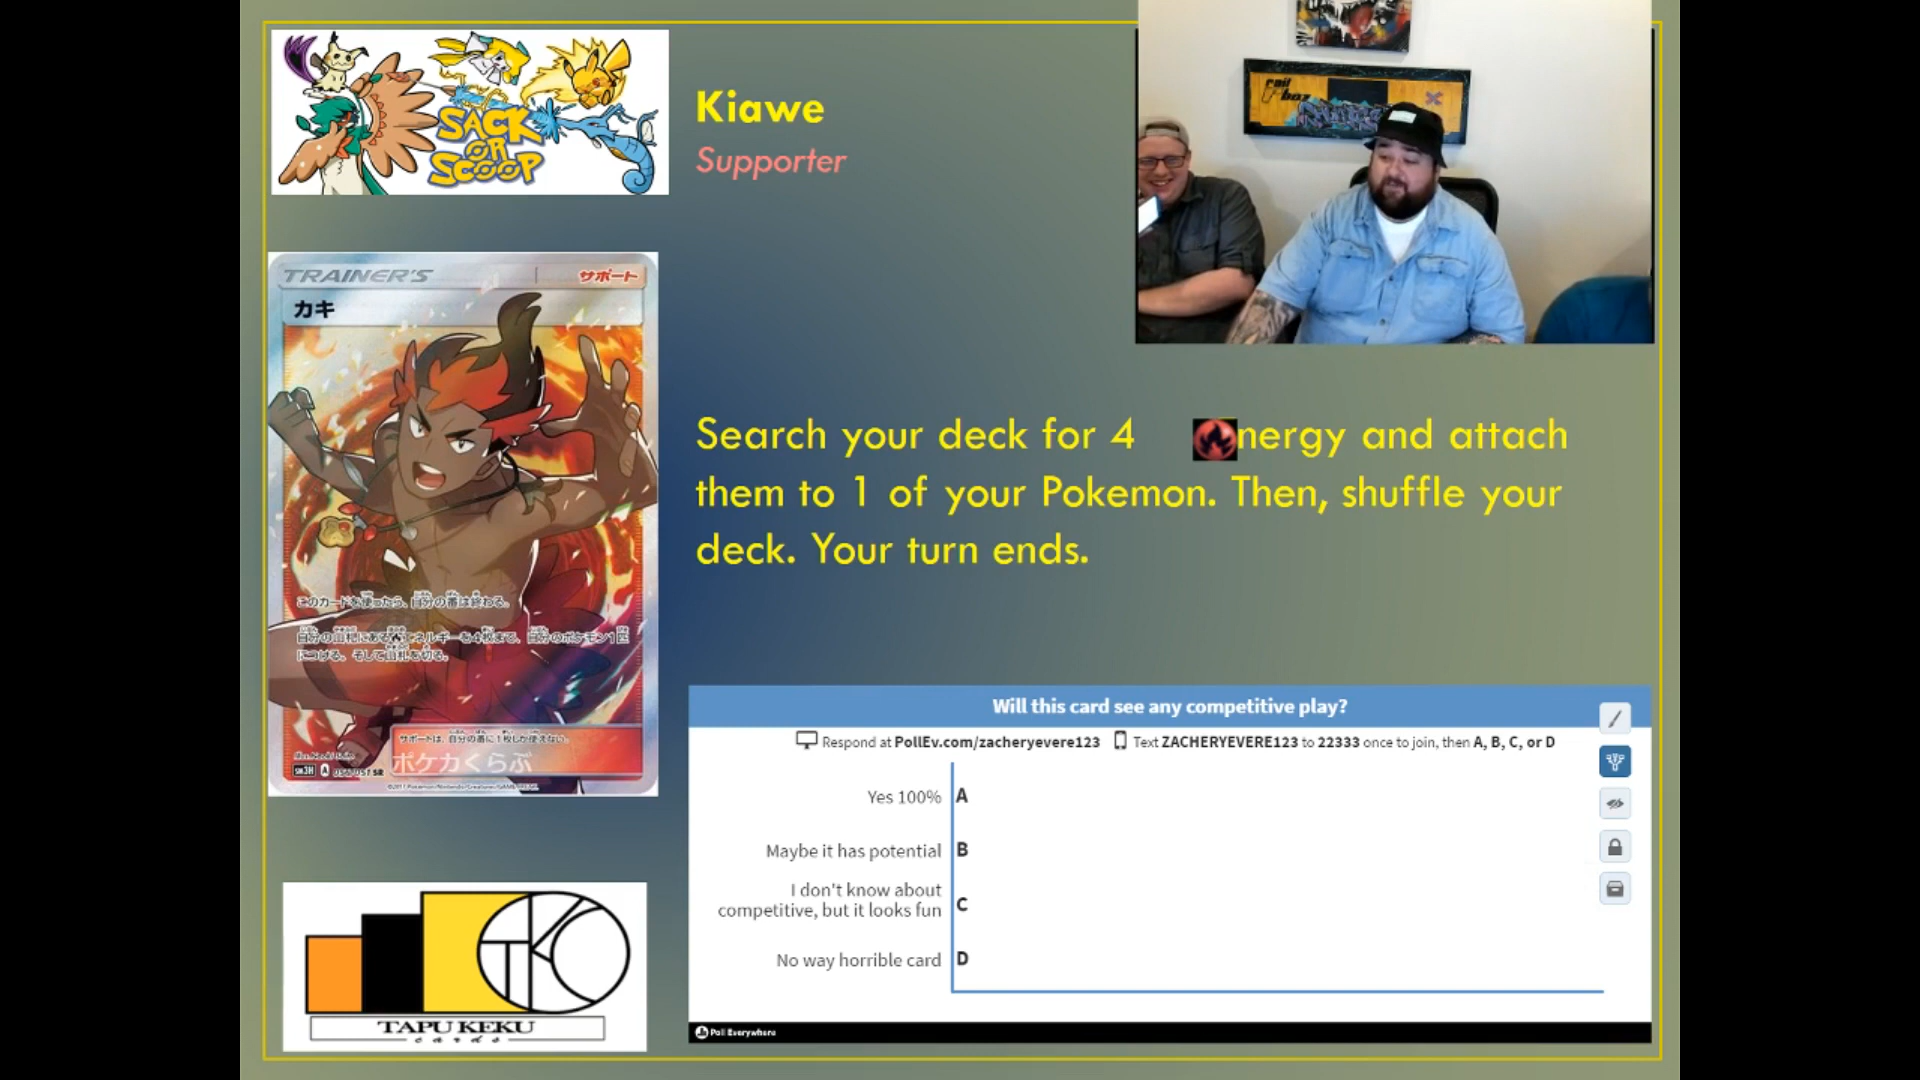 SACK
OR
SCOOP
Kiawe
Supporter
TRAINER'S
サポート
カキ
このカードを使ったら、自分の番は終わる。
自分の山札にあるエネルギーを4枚まで、自分のポケモン1匹
につける。そして山札を切る。
サポートは、自分の番に1枚しか使えない。
ポケカくらぶ
SM3H A SR
Search your deck for 4 nergy and attach
them to 1 of your Pokemon. Then, shuffle your
deck. Your turn ends.
Will this card see any competitive play?
Respond at PollEv.com/zacheryevere123 Text ZACHERYEVERE123 to 22333 once to join, then A, B, C, or D
Yes 100% A
Maybe it has potential B
I don't know about
competitive, but it looks fun C
No way horrible card D
Poll Everywhere
TKC
TAPU KEKU
cards